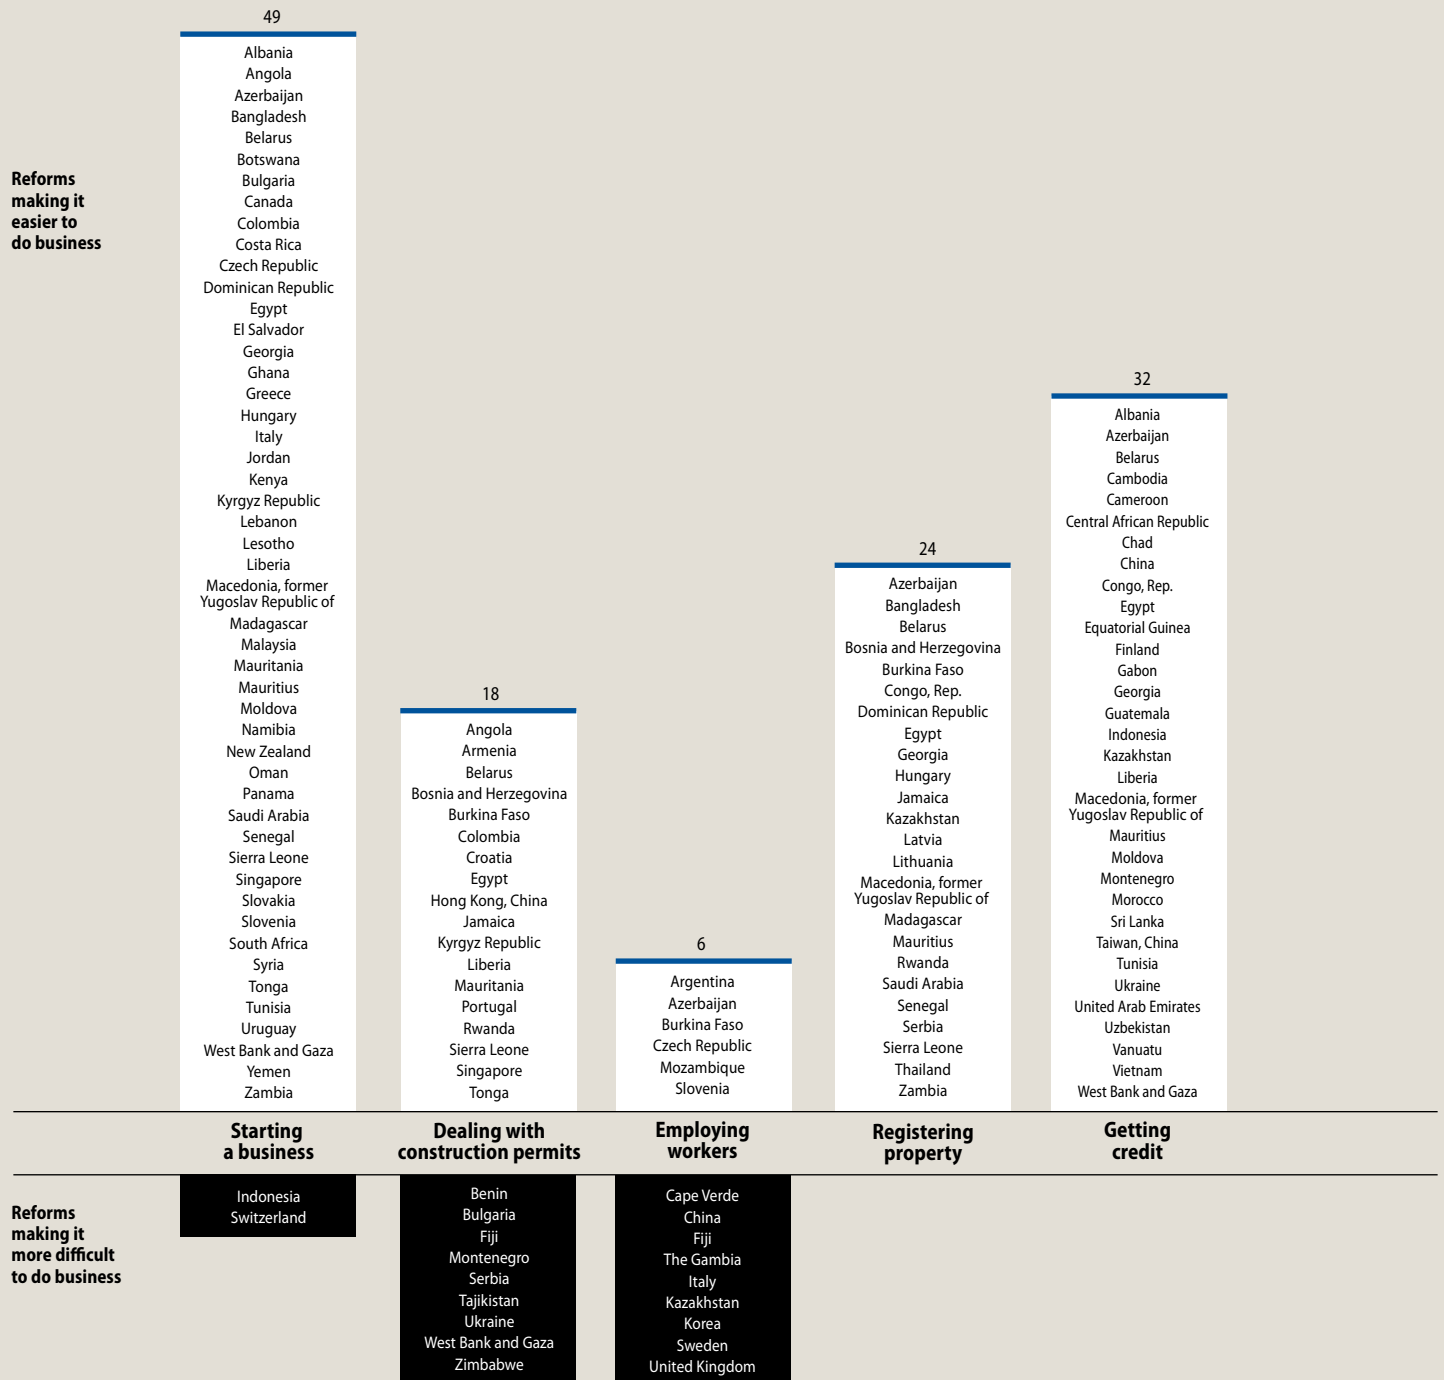 Reforms
making it
easier to
do business
49
Albania
Angola
Azerbaijan
Bangladesh
Belarus
Botswana
Bulgaria
Canada
Colombia
Costa Rica
Czech Republic
Dominican Republic
Egypt
El Salvador
Georgia
Ghana
Greece
Hungary
Italy
Jordan
Kenya
Kyrgyz Republic
Lebanon
Lesotho
Liberia
Macedonia, former
Yugoslav Republic of
Madagascar
Malaysia
Mauritania
Mauritius
Moldova
Namibia
New Zealand
Oman
Panama
Saudi Arabia
Senegal
Sierra Leone
Singapore
Slovakia
Slovenia
South Africa
Syria
Tonga
Tunisia
Uruguay
West Bank and Gaza
Yemen
Zambia
18
Angola
Armenia
Belarus
Bosnia and Herzegovina
Burkina Faso
Colombia
Croatia
Egypt
Hong Kong, China
Jamaica
Kyrgyz Republic
Liberia
Mauritania
Portugal
Rwanda
Sierra Leone
Singapore
Tonga
6
Argentina
Azerbaijan
Burkina Faso
Czech Republic
Mozambique
Slovenia
24
Azerbaijan
Bangladesh
Belarus
Bosnia and Herzegovina
Burkina Faso
Congo, Rep.
Dominican Republic
Egypt
Georgia
Hungary
Jamaica
Kazakhstan
Latvia
Lithuania
Macedonia, former
Yugoslav Republic of
Madagascar
Mauritius
Rwanda
Saudi Arabia
Senegal
Serbia
Sierra Leone
Thailand
Zambia
32
Albania
Azerbaijan
Belarus
Cambodia
Cameroon
Central African Republic
Chad
China
Congo, Rep.
Egypt
Equatorial Guinea
Finland
Gabon
Georgia
Guatemala
Indonesia
Kazakhstan
Liberia
Macedonia, former
Yugoslav Republic of
Mauritius
Moldova
Montenegro
Morocco
Sri Lanka
Taiwan, China
Tunisia
Ukraine
United Arab Emirates
Uzbekistan
Vanuatu
Vietnam
West Bank and Gaza
Starting
a business
Dealing with
construction permits
Employing
workers
Registering
property
Getting
credit
Reforms
making it
more difficult
to do business
Indonesia
Switzerland
Benin
Bulgaria
Fiji
Montenegro
Serbia
Tajikistan
Ukraine
West Bank and Gaza
Zimbabwe
Cape Verde
China
Fiji
The Gambia
Italy
Kazakhstan
Korea
Sweden
United Kingdom